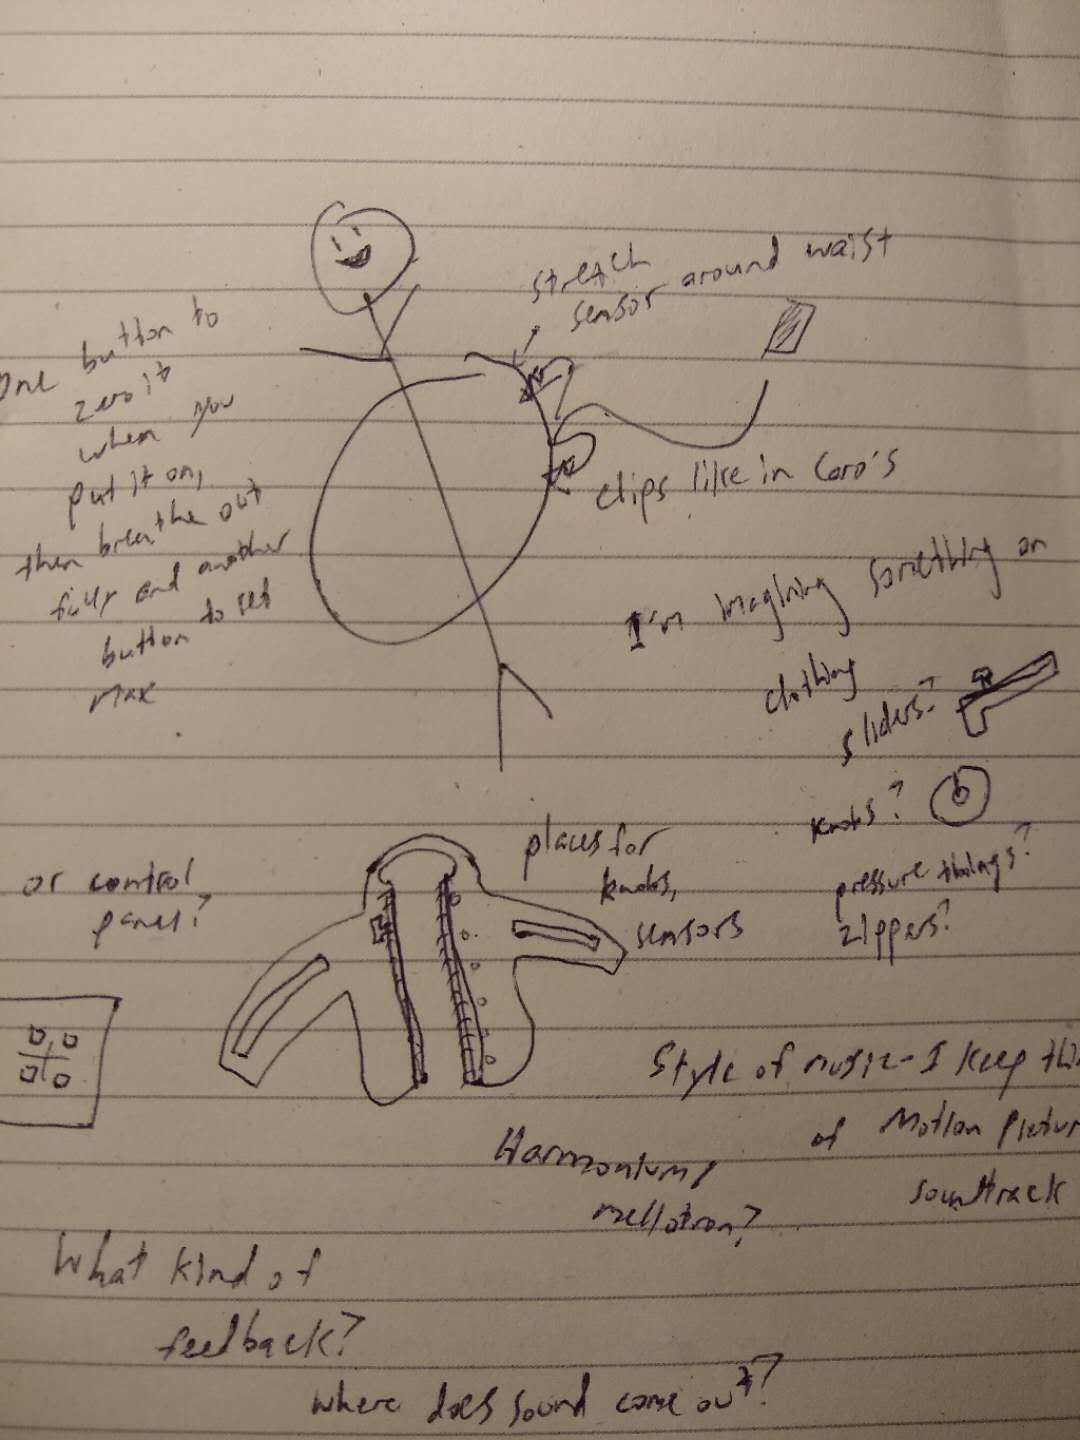 stretch
sensor around waist
One button to
zero it
when you
put it on,
then breathe out
fully and another
button to set
max
clips like in Caro's
I'm imagining something on
clothing
sliders?
knobs?
pressure things?
zippers?
places for
knobs,
sensors
or control
panel?
Style of music - I keep thi
of Motion Pictur
soundtrack
Harmonium,
mellotron?
What kind of
feedback?
where does sound come out?